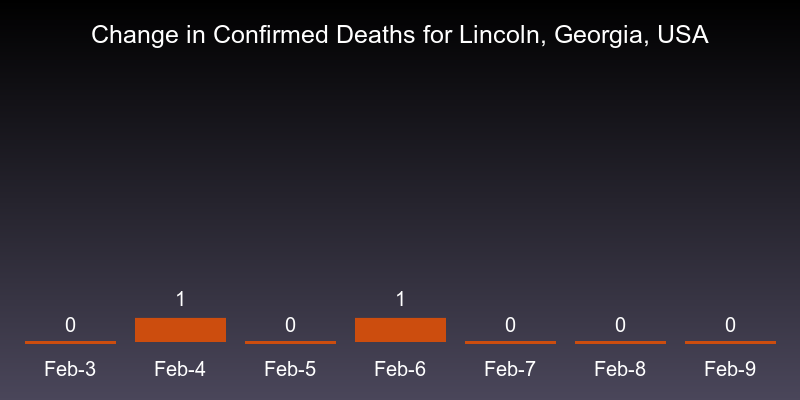 Change in Confirmed Deaths for Lincoln, Georgia, USA
0 1 0 1 0 0 0
Feb-3 Feb-4 Feb-5 Feb-6 Feb-7 Feb-8 Feb-9